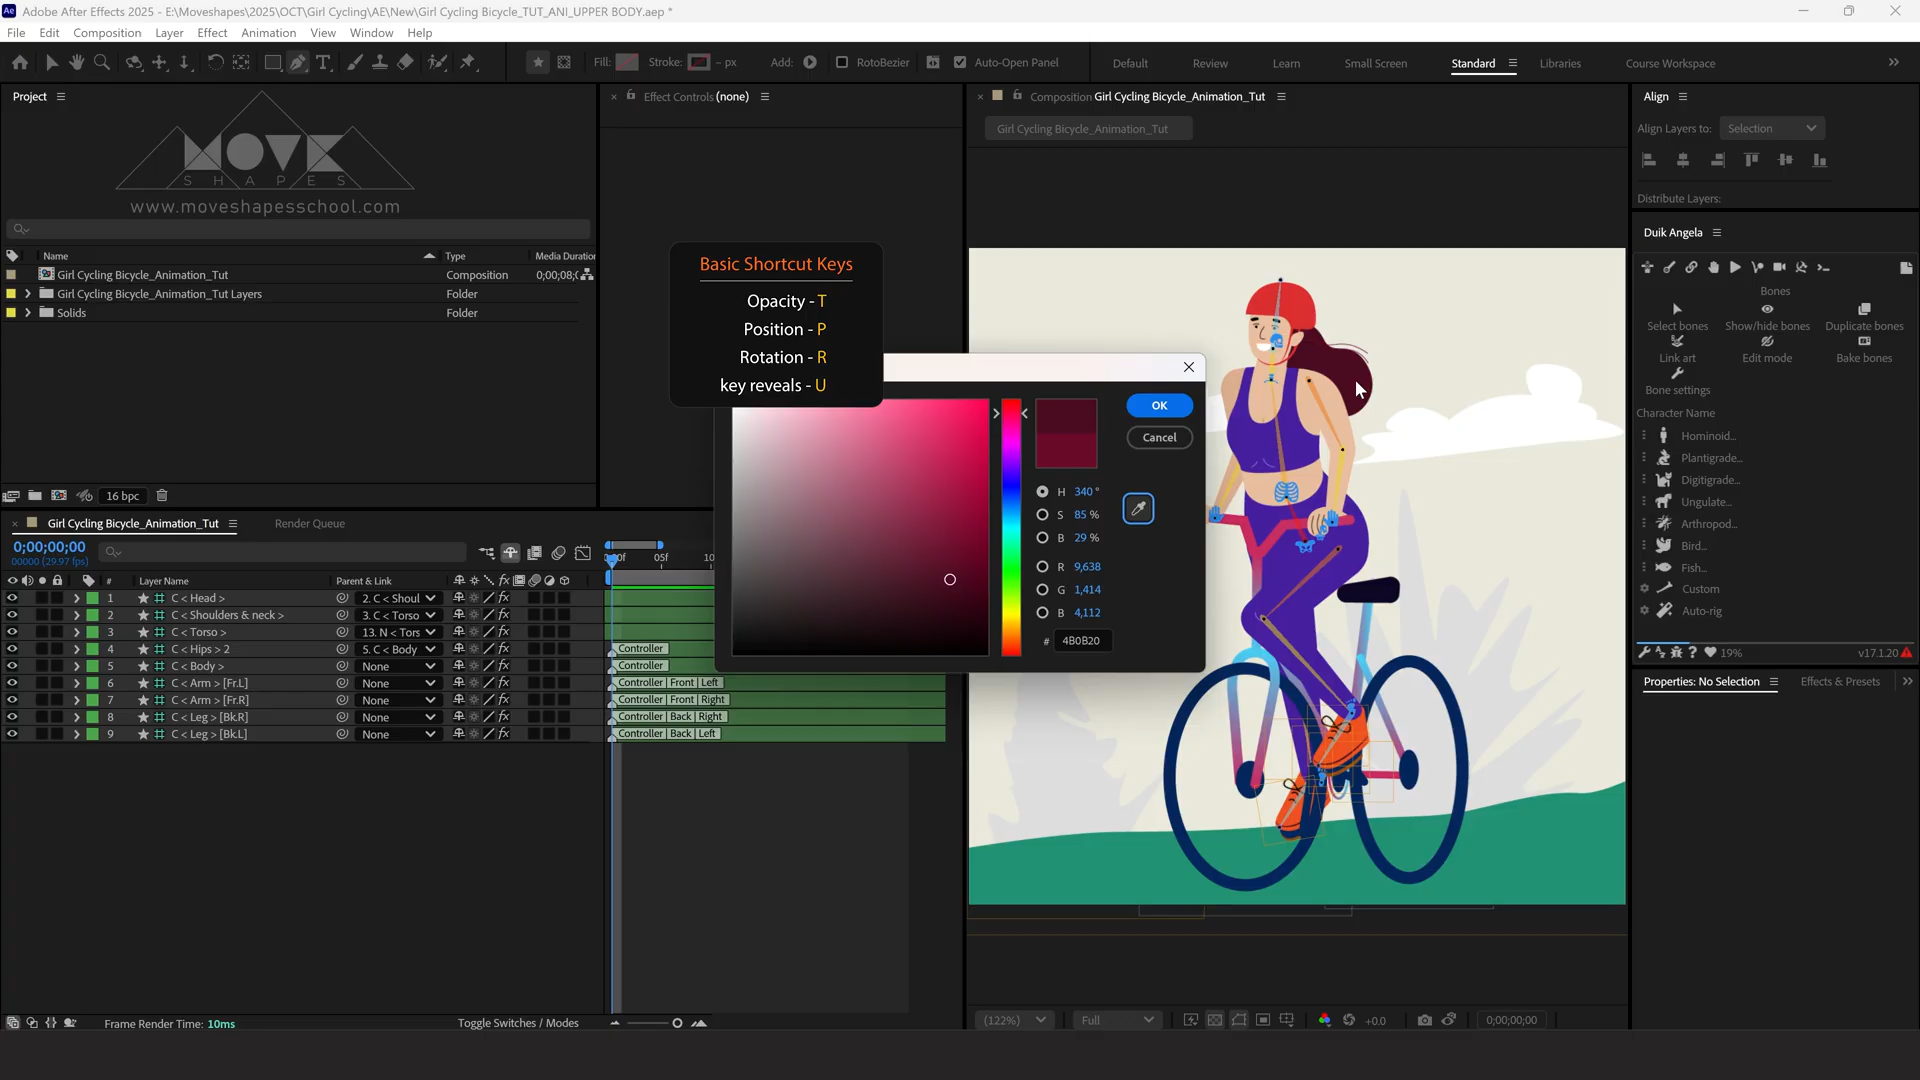 Adobe After Effects 2025 - E:\Moveshapes\2025\OCT\Girl Cycling\AE\New\Girl Cycling Bicycle_TUT_ANI_UPPER BODY.aep *
File Edit Composition Layer Effect Animation View Window Help
Fill: Stroke: - px Add: RotoBezier Auto-Open Panel Default Review Learn Small Screen Standard Libraries Course Workspace
Project
Effect Controls (none)
Composition Girl Cycling Bicycle_Animation_Tut
Align
Girl Cycling Bicycle_Animation_Tut
Align Layers to: Selection
MOVE
SHAPES
www.moveshapesschool.com
Distribute Layers:
Duik Angela
Name Type Media Duration
Girl Cycling Bicycle_Animation_Tut Composition 0;00;08;(
Girl Cycling Bicycle_Animation_Tut Layers Folder
Solids Folder
Basic Shortcut Keys
Opacity - T
Position - P
Rotation - R
key reveals - U
Bones
Select bones Show/hide bones Duplicate bones
Link art Edit mode Bake bones
Bone settings
Character Name
Hominoid...
Plantigrade...
Digitigrade...
Ungulate...
Arthropod...
Bird...
Fish...
Custom
Auto-rig
19% v17.1.20
OK
Cancel
H 340 °
S 85 %
B 29 %
R 9,638
G 1,414
B 4,112
# 4B0B20
16 bpc
Girl Cycling Bicycle_Animation_Tut Render Queue
0;00;00;00
00000 (29.97 fps)
05f 10
# Layer Name Parent & Link
1 C < Head > 2. C < Shoul
2 C < Shoulders & neck > 3. C < Torso
3 C < Torso > 13. N < Tors
4 C < Hips > 2 5. C < Body Controller
5 C < Body > None Controller
6 C < Arm > [Fr.L] None Controller | Front | Left
7 C < Arm > [Fr.R] None Controller | Front | Right
8 C < Leg > [Bk.R] None Controller | Back | Right
9 C < Leg > [Bk.L] None Controller | Back | Left
Properties: No Selection Effects & Presets
Frame Render Time: 10ms Toggle Switches / Modes
(122%) Full +0.0 0;00;00;00